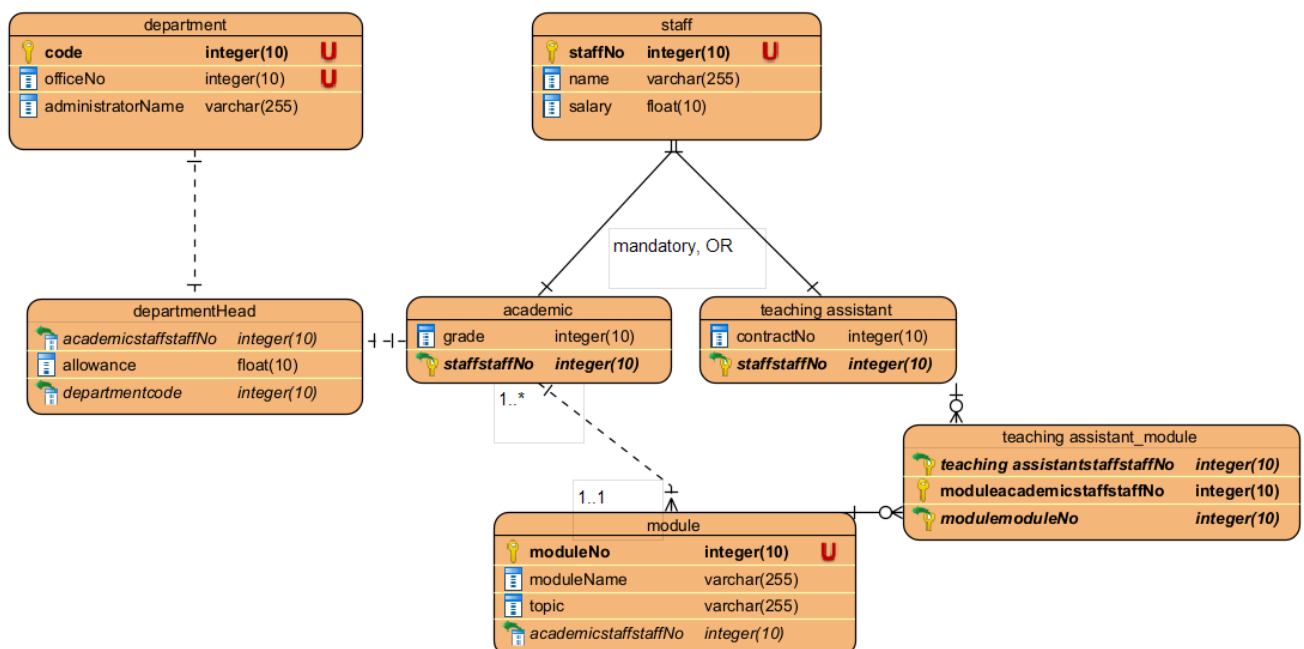 department
code integer(10) U
officeNo integer(10) U
administratorName varchar(255)
staff
staffNo integer(10) U
name varchar(255)
salary float(10)
mandatory, OR
departmentHead
academicstaffstaffNo integer(10)
allowance float(10)
departmentcode integer(10)
academic
grade integer(10)
staffstaffNo integer(10)
teaching assistant
contractNo integer(10)
staffstaffNo integer(10)
1..*
1..1
teaching assistant_module
teaching assistantstaffstaffNo integer(10)
moduleacademicstaffstaffNo integer(10)
modulemoduleNo integer(10)
module
moduleNo integer(10) U
moduleName varchar(255)
topic varchar(255)
academicstaffstaffNo integer(10)